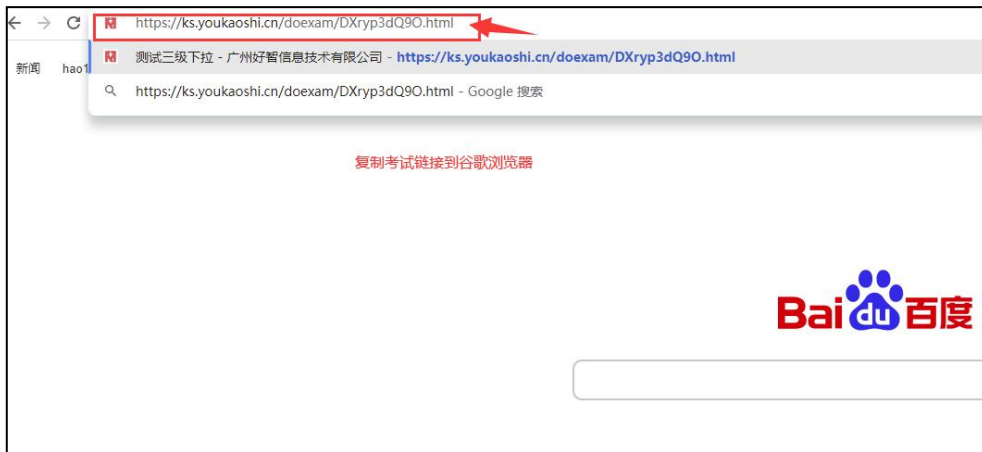 https://ks.youkaoshi.cn/doexam/DXryp3dQ9O.html
测试三级下拉 - 广州好智信息技术有限公司 - https://ks.youkaoshi.cn/doexam/DXryp3dQ9O.html
新闻 hao1
https://ks.youkaoshi.cn/doexam/DXryp3dQ9O.html - Google 搜索
复制考试链接到谷歌浏览器
Bai du 百度